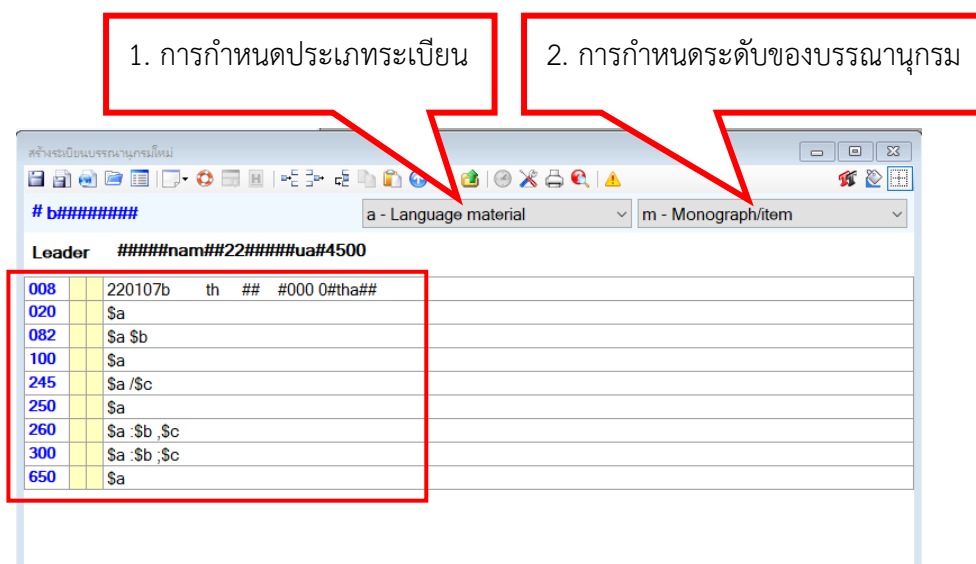 1. การกำหนดประเภทระเบียน
2. การกำหนดระดับของบรรณานุกรม
สร้างระเบียนบรรณานุกรมใหม่
# b########
a - Language material
m - Monograph/item
Leader #####nam##22#####ua#4500
008 220107b th ## #000 0#tha##
020 $a
082 $a $b
100 $a
245 $a /$c
250 $a
260 $a :$b ,$c
300 $a :$b ;$c
650 $a